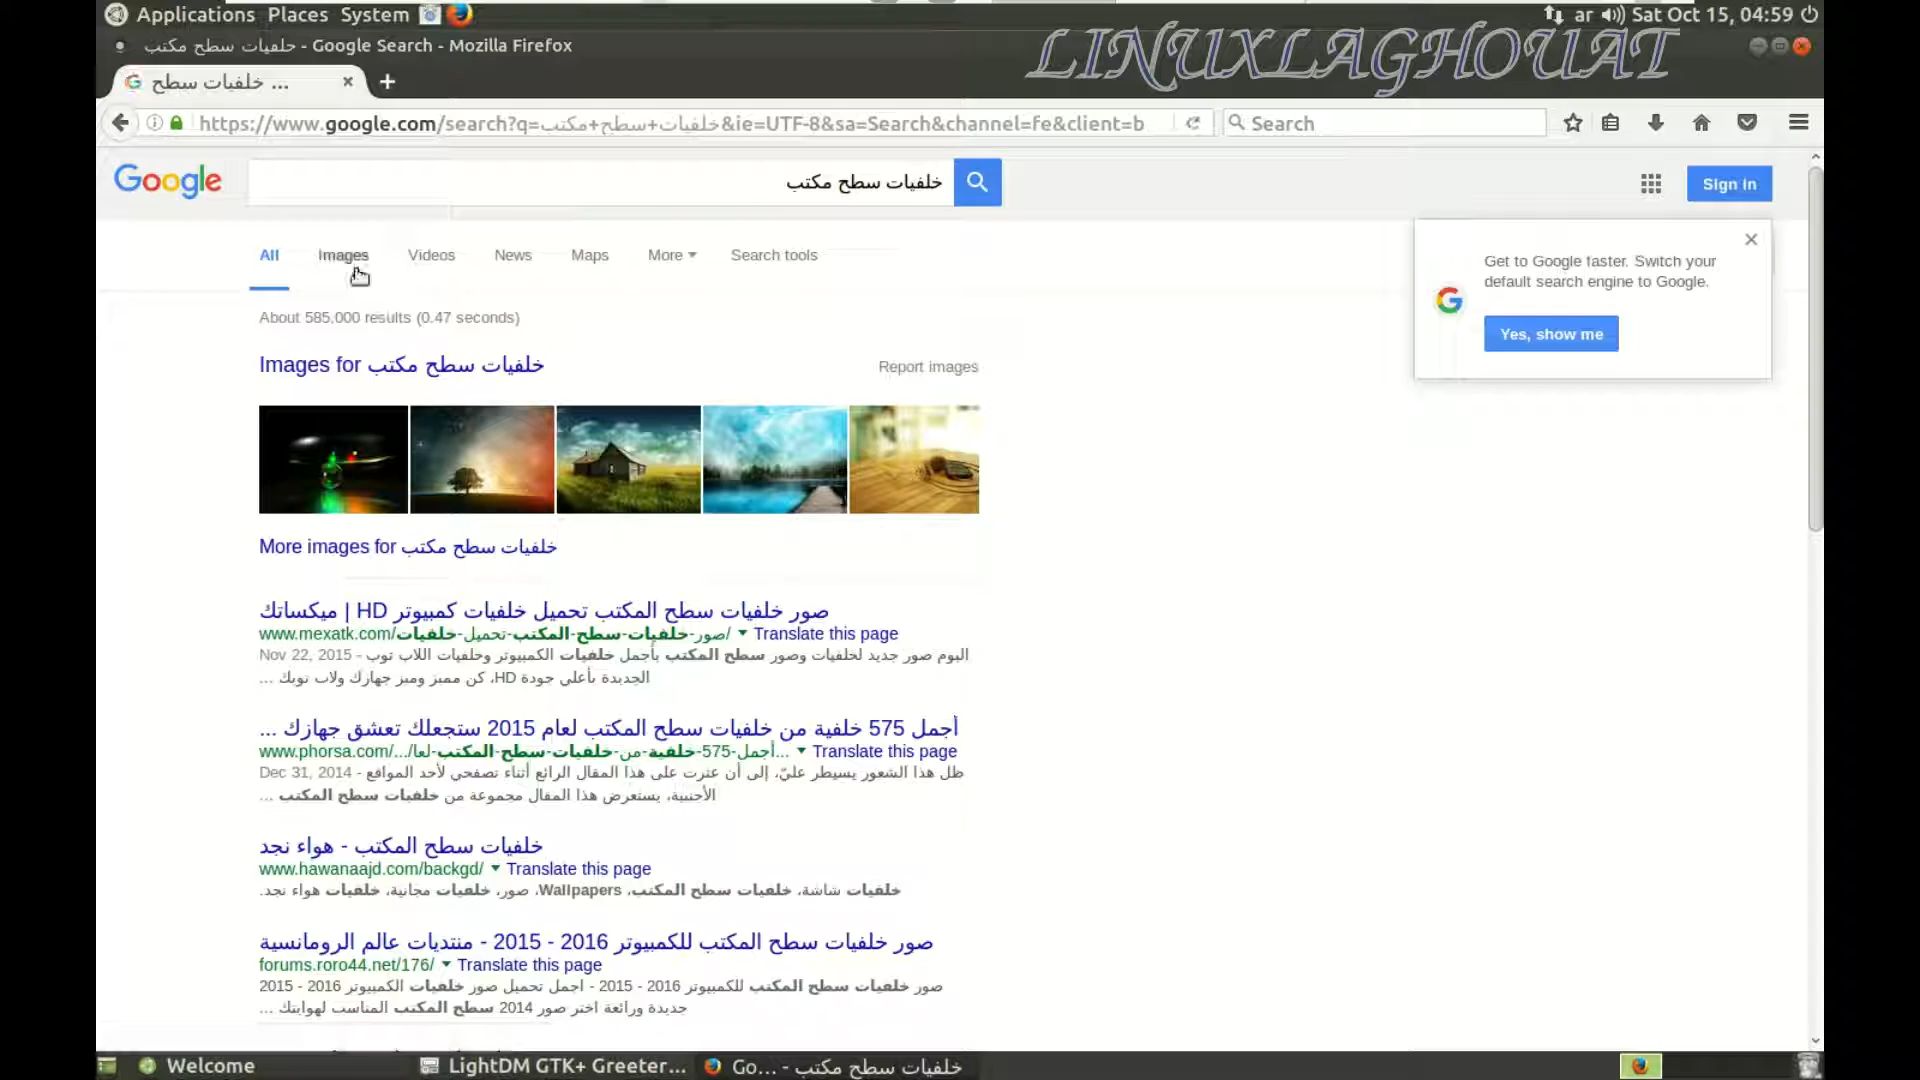 Applications Places System
ar Sat Oct 15, 04:59
LINUXLAGHOUAT
خلفيات سطح مكتب - Google Search - Mozilla Firefox
خلفيات سطح ...
https://www.google.com/search?q=خلفيات+سطح+مكتب&ie=UTF-8&sa=Search&channel=fe&client=b
Search
Google
خلفيات سطح مكتب
Sign in
All Images Videos News Maps More Search tools
Get to Google faster. Switch your
default search engine to Google.
Yes, show me
About 585,000 results (0.47 seconds)
Images for خلفيات سطح مكتب
Report images
More images for خلفيات سطح مكتب
صور خلفيات سطح المكتب تحميل خلفيات كمبيوتر HD | ميكساتك
www.mexatk.com/صور-خلفيات-سطح-المكتب-تحميل-خلفيات/ Translate this page
Nov 22, 2015 - اليوم صور جديد لخلفيات وصور سطح المكتب بأجمل خلفيات الكمبيوتر وخلفيات اللاب توب
الجديدة بأعلي جودة HD، كن مميز وميز جهازك ولاب توبك ...
أجمل 575 خلفية من خلفيات سطح المكتب لعام 2015 ستجعلك تعشق جهازك ...
www.phorsa.com/.../أجمل-575-خلفية-من-خلفيات-سطح-المكتب-لعا... Translate this page
Dec 31, 2014 - ظل هذا الشعور يسيطر عليّ، إلى أن عثرت على هذا المقال الرائع أثناء تصفحي لأحد المواقع
الأجنبية، يستعرض هذا المقال مجموعة من خلفيات سطح المكتب ...
خلفيات سطح المكتب - هواء نجد
www.hawanaajd.com/backgd/ Translate this page
خلفيات شاشة، خلفيات سطح المكتب، Wallpapers، صور، خلفيات مجانية، خلفيات هواء نجد.
صور خلفيات سطح المكتب للكمبيوتر 2016 - 2015 - منتديات عالم الرومانسية
forums.roro44.net/176/ Translate this page
صور خلفيات سطح المكتب للكمبيوتر 2016 - 2015 - اجمل تحميل صور خلفيات الكمبيوتر 2016 - 2015
جديدة ورائعة اختر صور 2014 سطح المكتب المناسب لهوايتك ...
Welcome
LightDM GTK+ Greeter...
خلفيات سطح مكتب - Go...